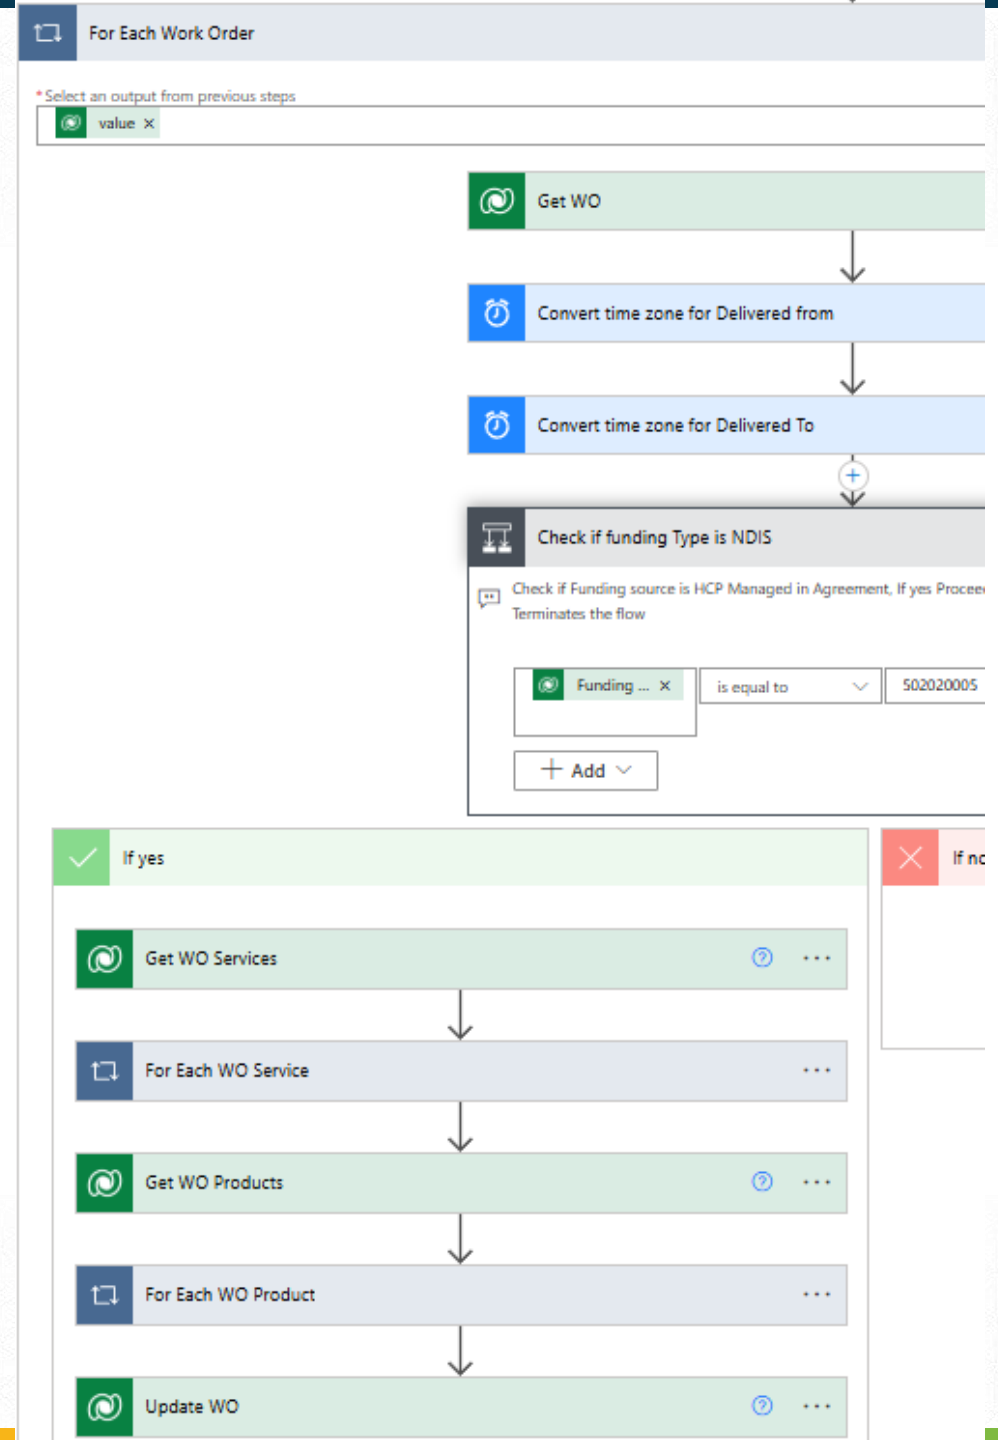 For Each Work Order
* Select an output from previous steps
value ×
Get WO
Convert time zone for Delivered from
Convert time zone for Delivered To
Check if funding Type is NDIS
Check if Funding source is HCP Managed in Agreement, If yes Procee
Terminates the flow
Funding ... × is equal to 502020005
+ Add
If yes
If no
Get WO Services
For Each WO Service
Get WO Products
For Each WO Product
Update WO